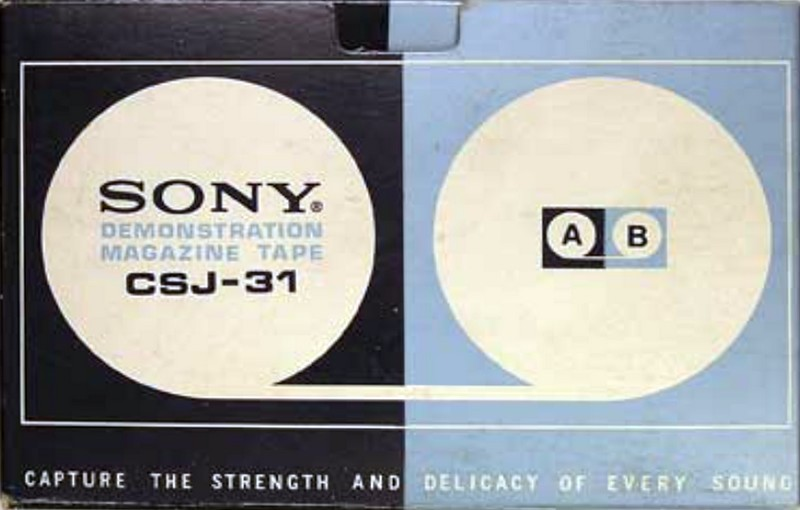 SONY®
DEMONSTRATION
MAGAZINE TAPE
CSJ-31
A B
CAPTURE THE STRENGTH AND DELICACY OF EVERY SOUND